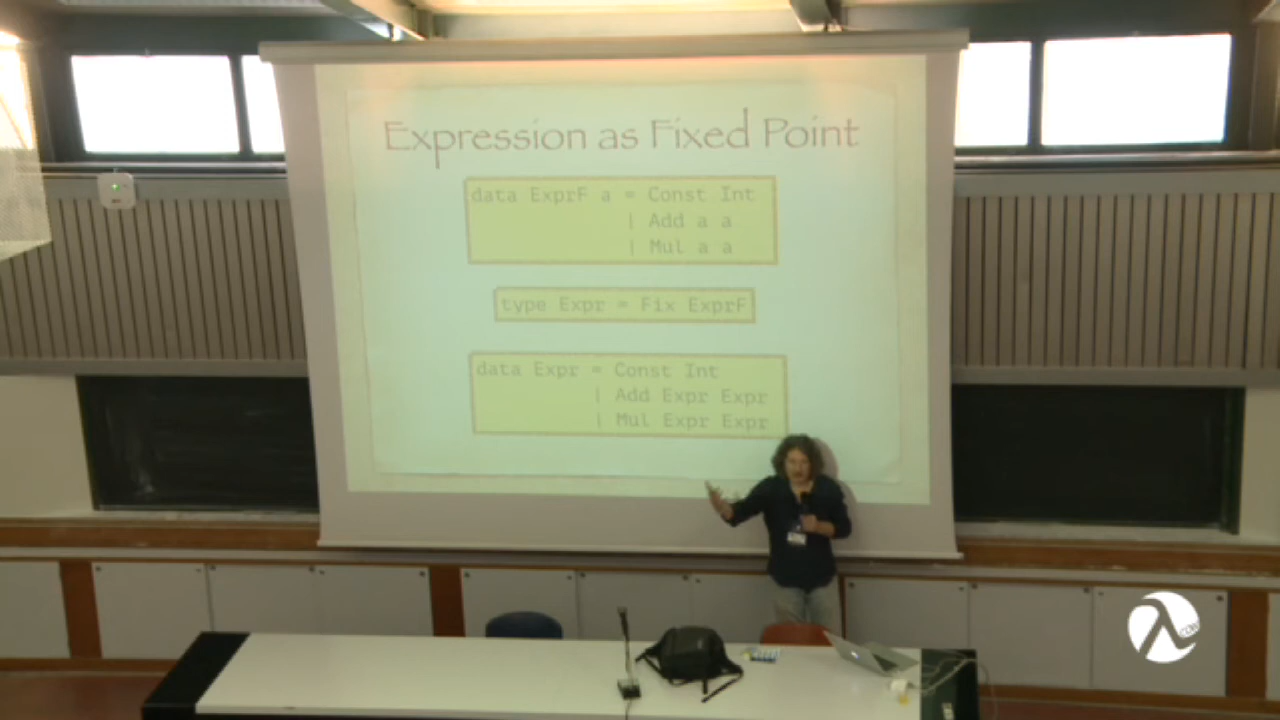 Expression as Fixed Point
data ExprF a = Const Int
| Add a a
| Mul a a
type Expr = Fix ExprF
data Expr = Const Int
| Add Expr Expr
| Mul Expr Expr
λCON